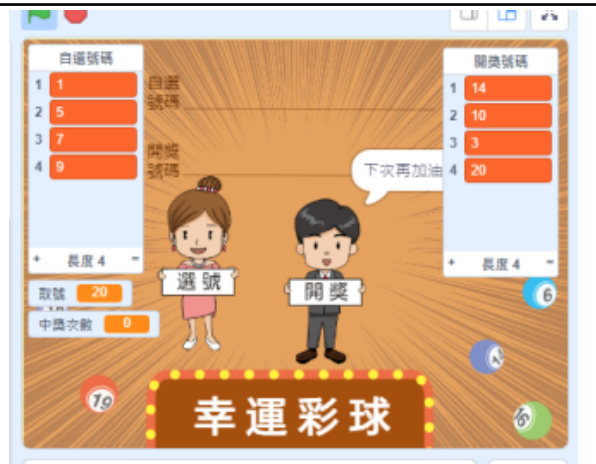 自選號碼
1 1
2 5
3 7
4 9
+ 長度 4 =
自選
號碼
開獎
號碼
下次再加油
開獎號碼
1 14
2 10
3 3
4 20
+ 長度 4 =
取號 20
中獎次數 0
選號
開獎
6
19
16
幸運彩球